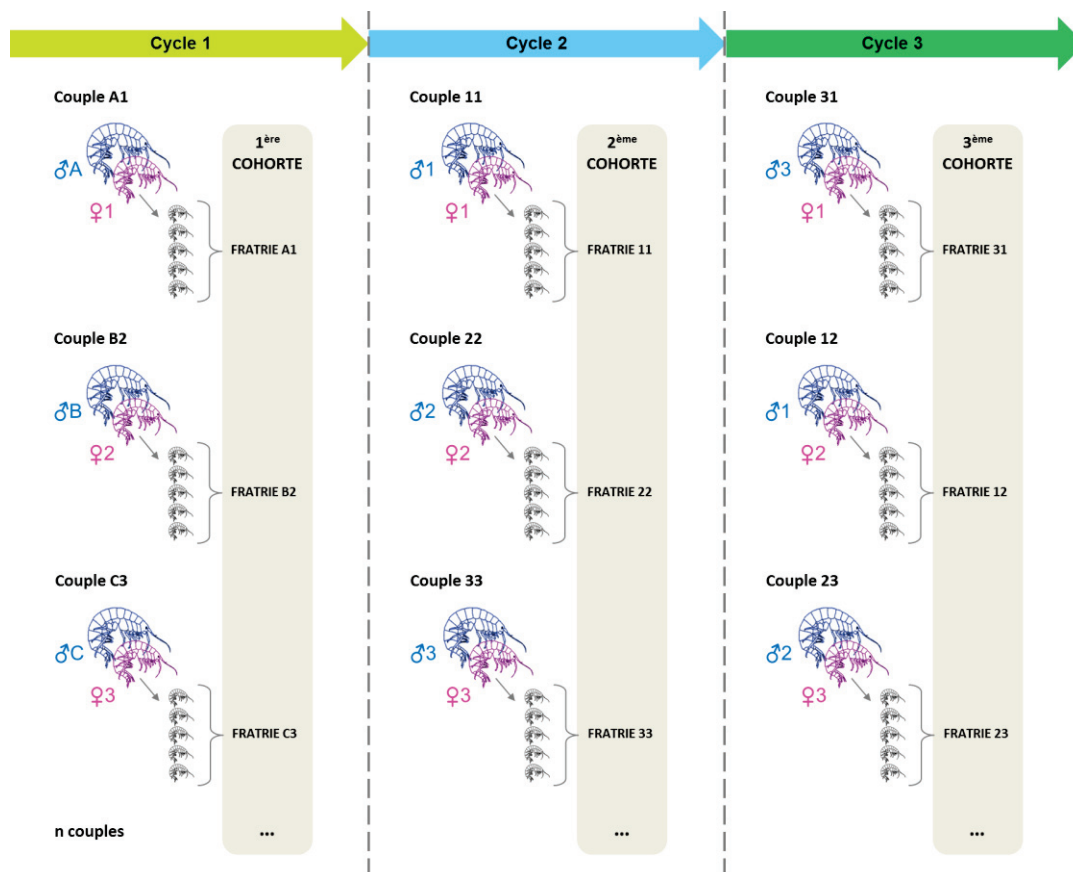 Cycle 1
Cycle 2
Cycle 3
Couple A1
1ère
COHORTE
♂A
♀1
FRATRIE A1
Couple B2
♂B
♀2
FRATRIE B2
Couple C3
♂C
♀3
FRATRIE C3
n couples
...
Couple 11
2ème
COHORTE
♂1
♀1
FRATRIE 11
Couple 22
♂2
♀2
FRATRIE 22
Couple 33
♂3
♀3
FRATRIE 33
...
Couple 31
3ème
COHORTE
♂3
♀1
FRATRIE 31
Couple 12
♂1
♀2
FRATRIE 12
Couple 23
♂2
♀3
FRATRIE 23
...